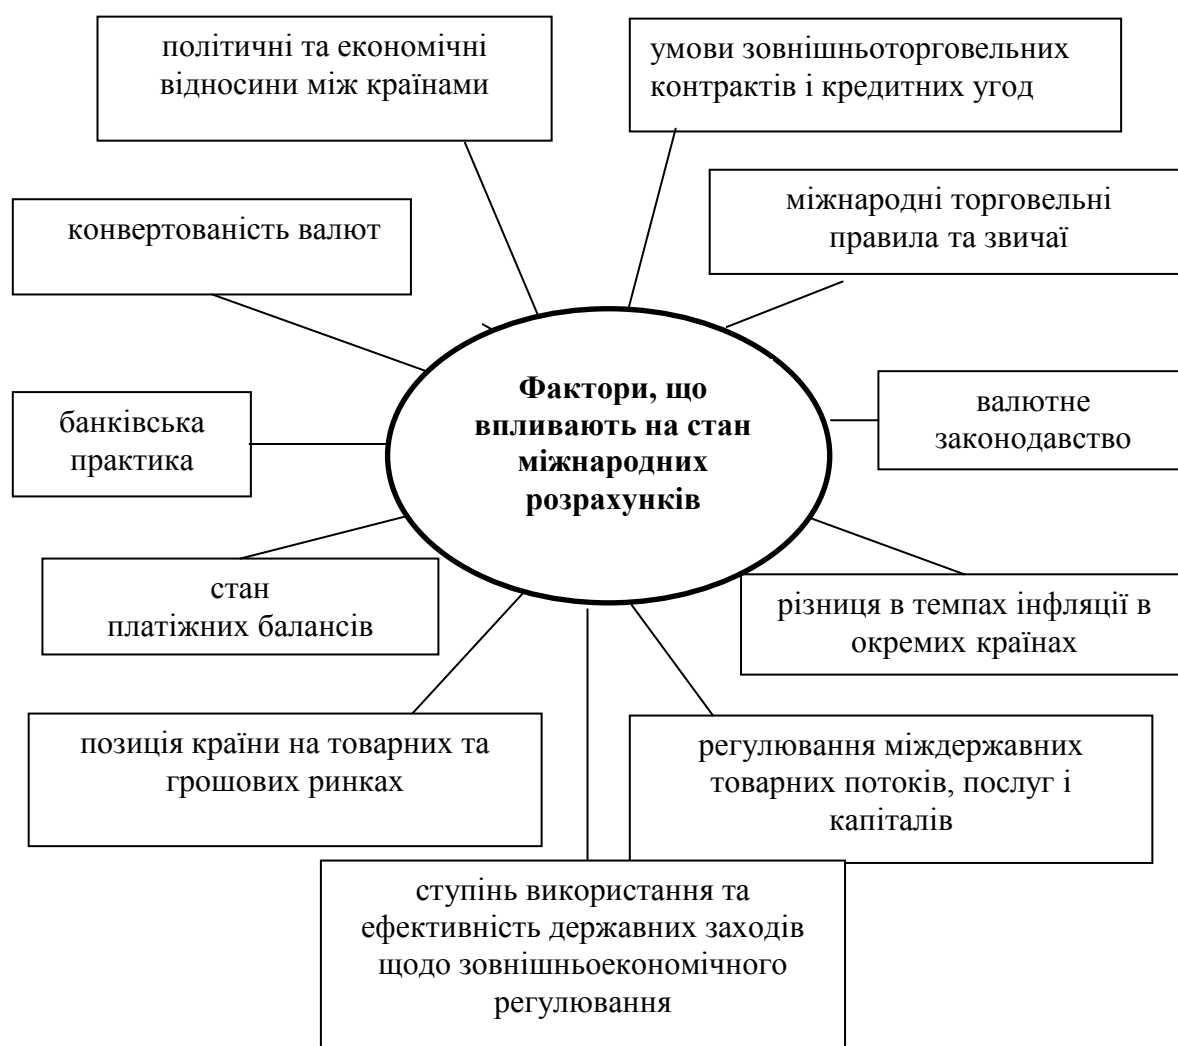 політичні та економічні
відносини між країнами
умови зовнішньоторговельних
контрактів і кредитних угод
конвертованість валют
міжнародні торговельні
правила та звичаї
Фактори, що
впливають на стан
міжнародних
розрахунків
банківська
практика
валютне
законодавство
стан
платіжних балансів
різниця в темпах інфляції в
окремих країнах
позиція країни на товарних та
грошових ринках
регулювання міждержавних
товарних потоків, послуг і
капіталів
ступінь використання та
ефективність державних заходів
щодо зовнішньоекономічного
регулювання